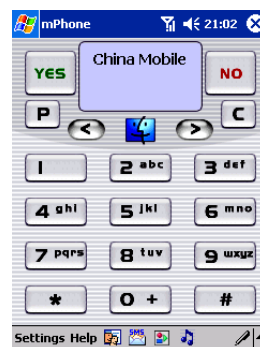 mPhone 21:02
YES China Mobile NO
P < > C
1 2 abc 3 def
4 ghi 5 jkl 6 mno
7 pqrs 8 tuv 9 wxyz
* 0 + #
Settings Help SMS